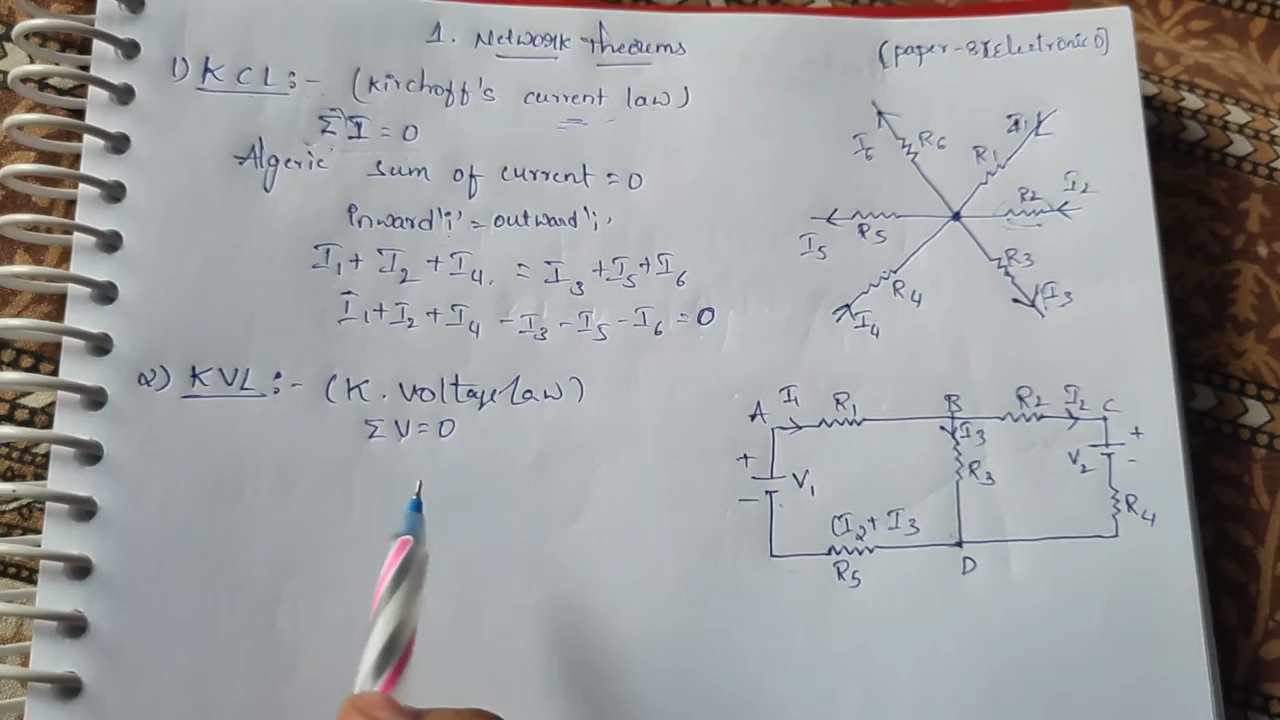 1. Network theorems
(paper-3 Electronics)
1) KCL:- (Kirchoff's current law)
ΣI = 0
Algeric sum of current = 0
inward 'i' = outward 'i'
I₁ + I₂ + I₄ = I₃ + I₅ + I₆
I₁ + I₂ + I₄ - I₃ - I₅ - I₆ = 0
I₆ R₆ R₁ I₁
I₅ R₅ R₂ I₂
I₄ R₄ R₃ I₃
2) KVL:- (K. voltage law)
ΣV = 0
A I₁ R₁ B R₂ I₂ C
+ - V₁ I₃ R₃ V₂ + - R₄
(I₂ + I₃
R₅ D